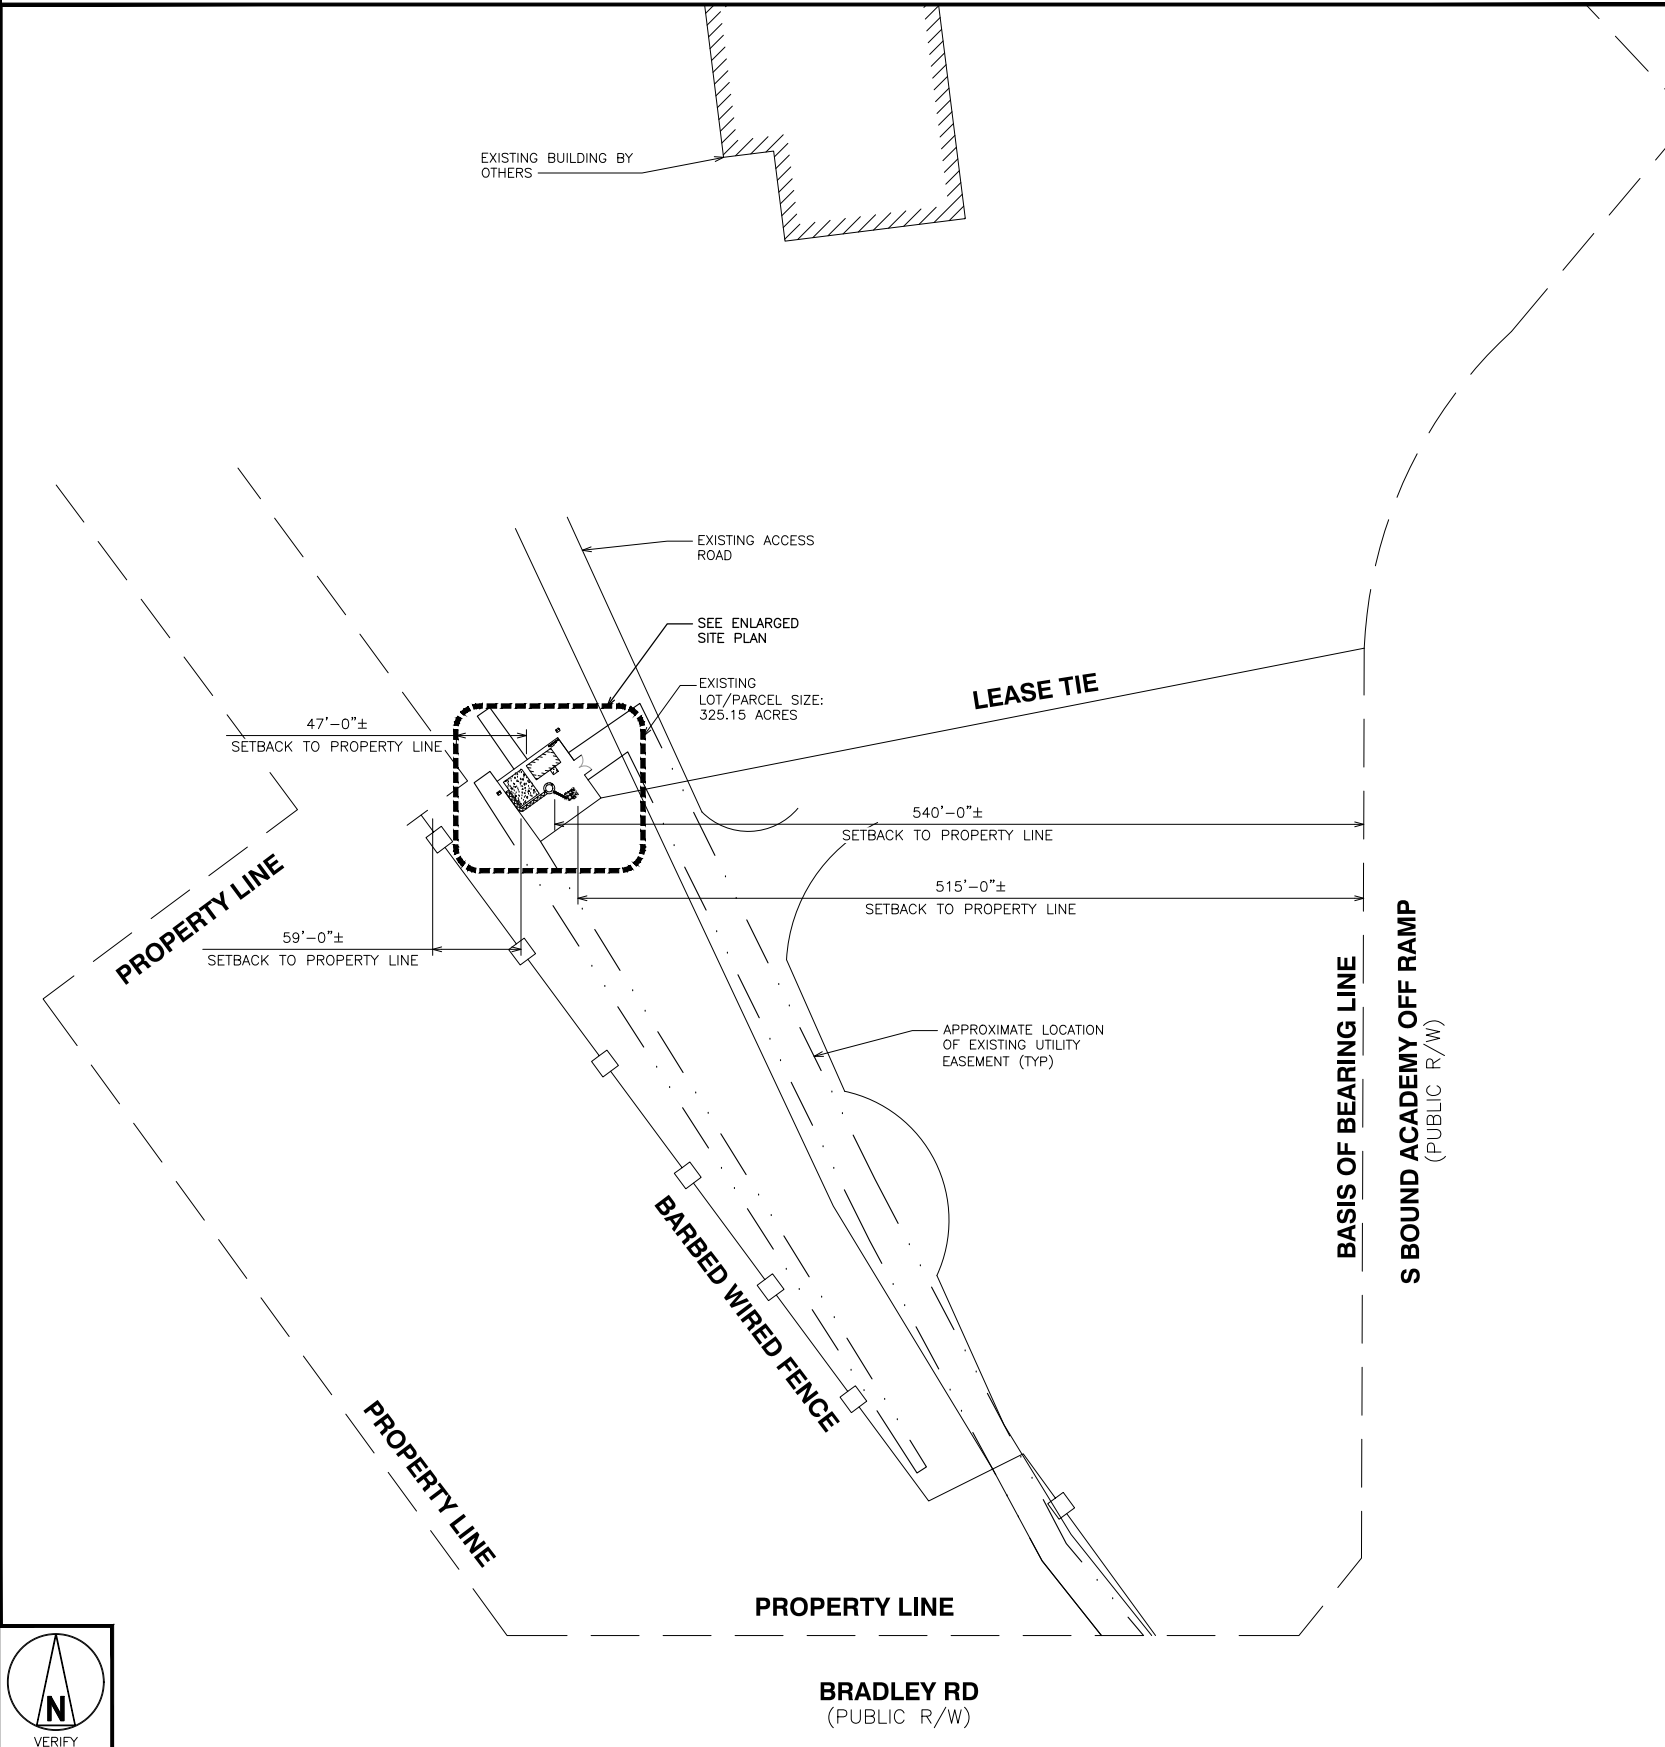 EXISTING BUILDING BY
OTHERS
EXISTING ACCESS
ROAD
SEE ENLARGED
SITE PLAN
EXISTING
LOT/PARCEL SIZE:
325.15 ACRES
LEASE TIE
47'-0"±
SETBACK TO PROPERTY LINE
540'-0"±
SETBACK TO PROPERTY LINE
515'-0"±
SETBACK TO PROPERTY LINE
PROPERTY LINE
59'-0"±
SETBACK TO PROPERTY LINE
APPROXIMATE LOCATION
OF EXISTING UTILITY
EASEMENT (TYP)
BASIS OF BEARING LINE
S BOUND ACADEMY OFF RAMP
(PUBLIC R/W)
BARBED WIRED FENCE
PROPERTY LINE
PROPERTY LINE
BRADLEY RD
(PUBLIC R/W)
N
VERIFY